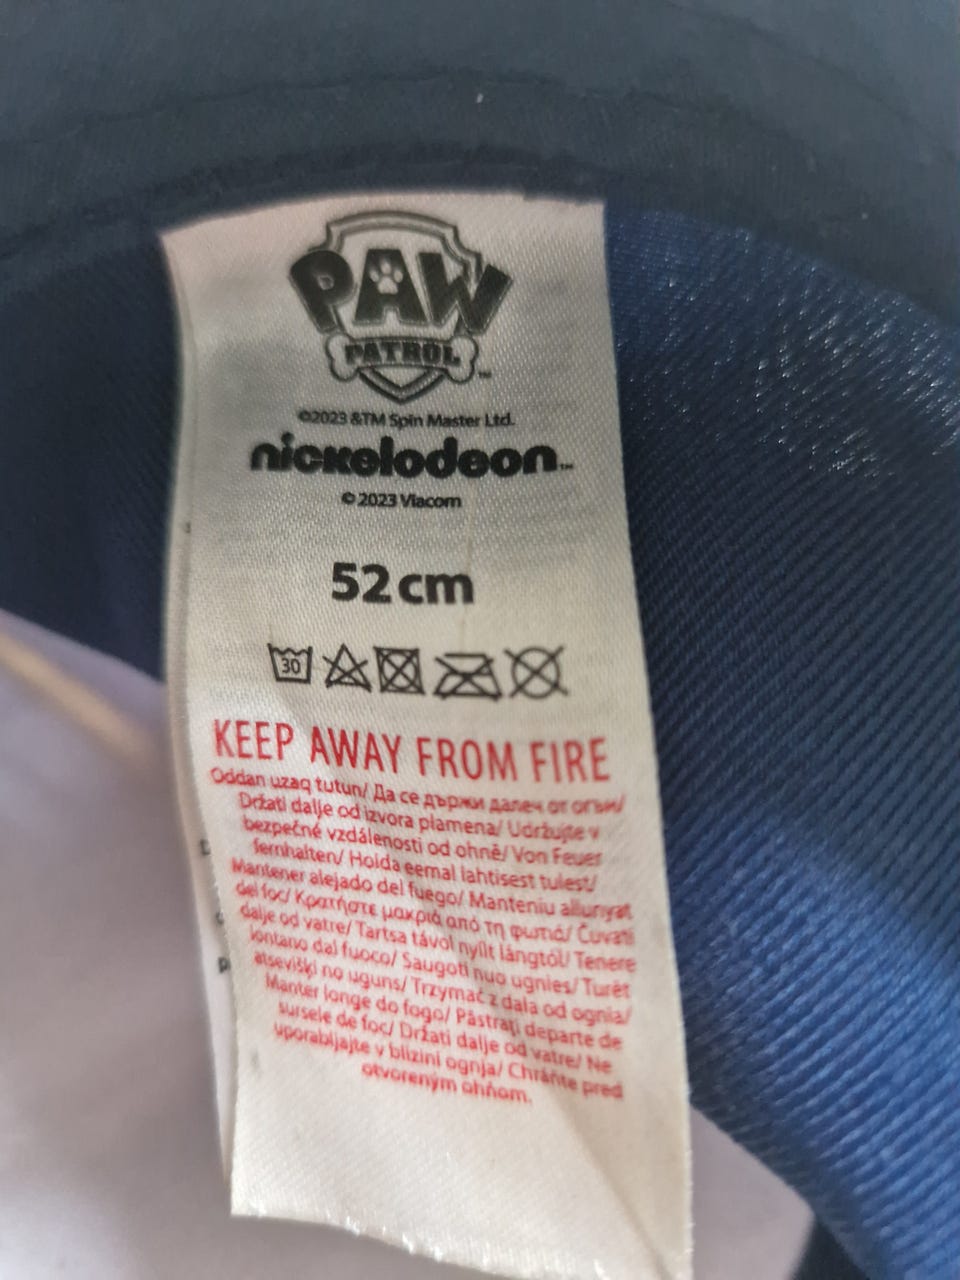 PAW
PATROL™
©2023 &TM Spin Master Ltd.
nickelodeon™
© 2023 Viacom
52 cm
30
KEEP AWAY FROM FIRE
Oddan uzaq tutun/ Да се държи далеч от огън/
Držati dalje od izvora plamena/ Udržujte v
bezpečné vzdálenosti od ohně/ Von Feuer
fernhalten/ Hoida eemal lahtisest tulest/
Mantener alejado del fuego/ Manteniu allunyat
del foc/ Κρατήστε μακριά από τη φωτιά/ Čuvati
dalje od vatre/ Tartsa távol nyílt lángtól/ Tenere
lontano dal fuoco/ Saugoti nuo ugnies/ Turēt
atsevišķi no uguns/ Trzymać z dala od ognia/
Manter longe do fogo/ Păstrați departe de
sursele de foc/ Držati dalje od vatre/ Ne
uporabljajte v bližini ognja/ Chráňte pred
otvoreným ohňom.